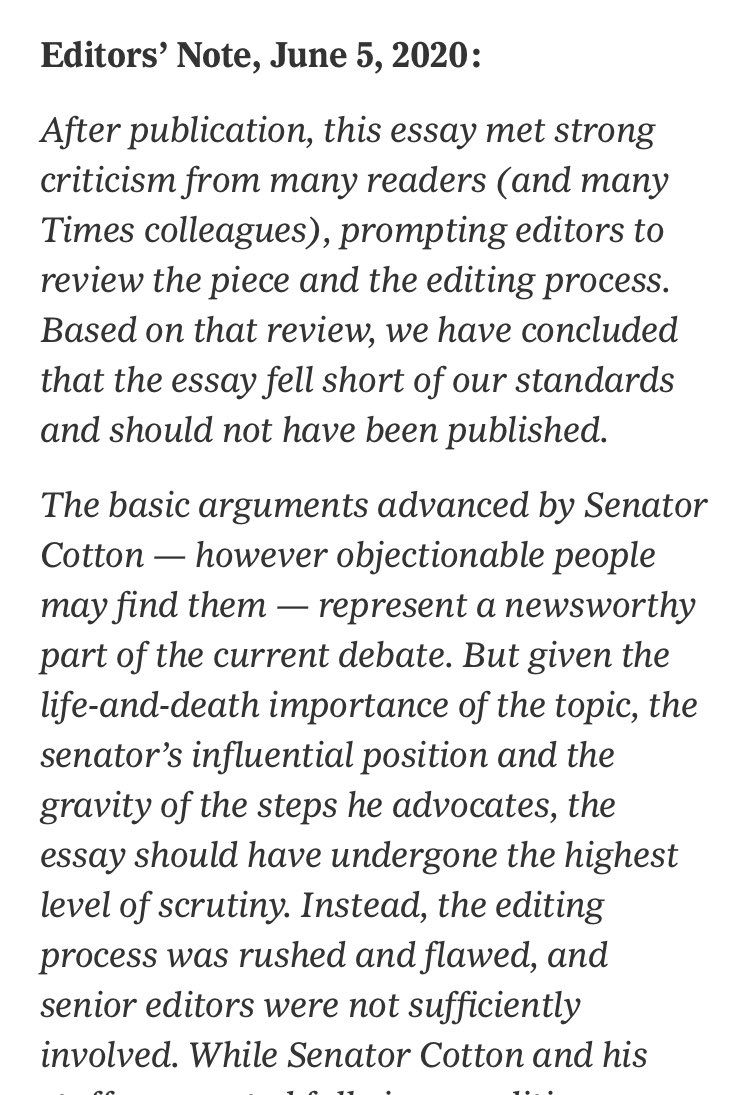 Editors’ Note, June 5, 2020:
After publication, this essay met strong
criticism from many readers (and many
Times colleagues), prompting editors to
review the piece and the editing process.
Based on that review, we have concluded
that the essay fell short of our standards
and should not have been published.
The basic arguments advanced by Senator
Cotton — however objectionable people
may find them — represent a newsworthy
part of the current debate. But given the
life-and-death importance of the topic, the
senator’s influential position and the
gravity of the steps he advocates, the
essay should have undergone the highest
level of scrutiny. Instead, the editing
process was rushed and flawed, and
senior editors were not sufficiently
involved. While Senator Cotton and his